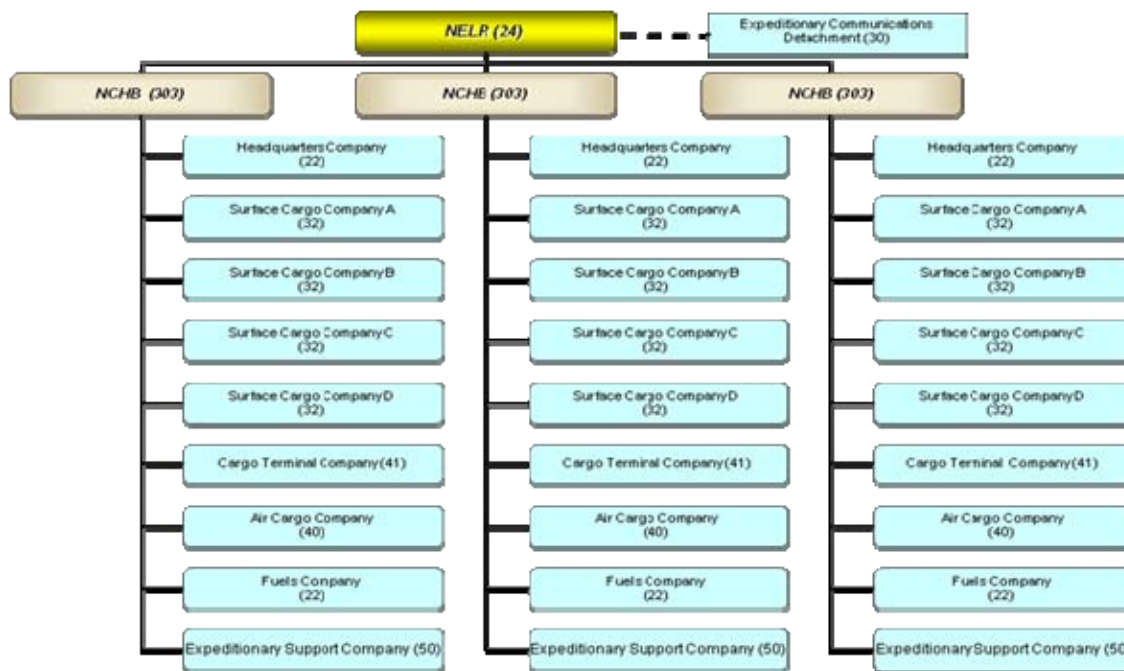 NELR (24)
Expeditionary Communications
Detachment (30)
NCHB (303)
NCHB (303)
NCHB (303)
Headquarters Company
(22)
Surface Cargo Company A
(32)
Surface Cargo Company B
(32)
Surface Cargo Company C
(32)
Surface Cargo Company D
(32)
Cargo Terminal Company (41)
Air Cargo Company
(40)
Fuels Company
(22)
Expeditionary Support Company (50)
Headquarters Company
(22)
Surface Cargo Company A
(32)
Surface Cargo Company B
(32)
Surface Cargo Company C
(32)
Surface Cargo Company D
(32)
Cargo Terminal Company (41)
Air Cargo Company
(40)
Fuels Company
(22)
Expeditionary Support Company (50)
Headquarters Company
(22)
Surface Cargo Company A
(32)
Surface Cargo Company B
(32)
Surface Cargo Company C
(32)
Surface Cargo Company D
(32)
Cargo Terminal Company (41)
Air Cargo Company
(40)
Fuels Company
(22)
Expeditionary Support Company (50